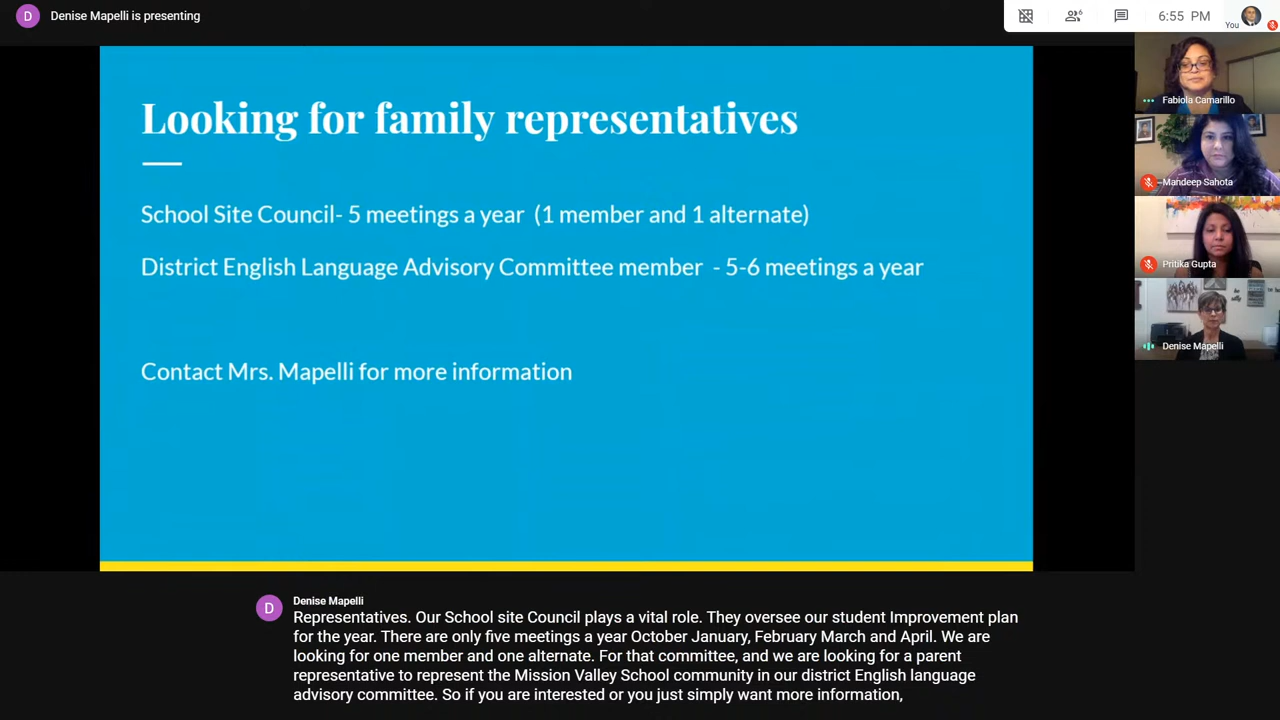 D
Denise Mapelli is presenting
6
6:55 PM
You
Looking for family representatives
School Site Council- 5 meetings a year (1 member and 1 alternate)
District English Language Advisory Committee member - 5-6 meetings a year
Contact Mrs. Mapelli for more information
Fabiola Camarillo
Mandeep Sahota
Pritika Gupta
Denise Mapelli
D
Denise Mapelli
Representatives. Our School site Council plays a vital role. They oversee our student Improvement plan
for the year. There are only five meetings a year October January, February March and April. We are
looking for one member and one alternate. For that committee, and we are looking for a parent
representative to represent the Mission Valley School community in our district English language
advisory committee. So if you are interested or you just simply want more information,